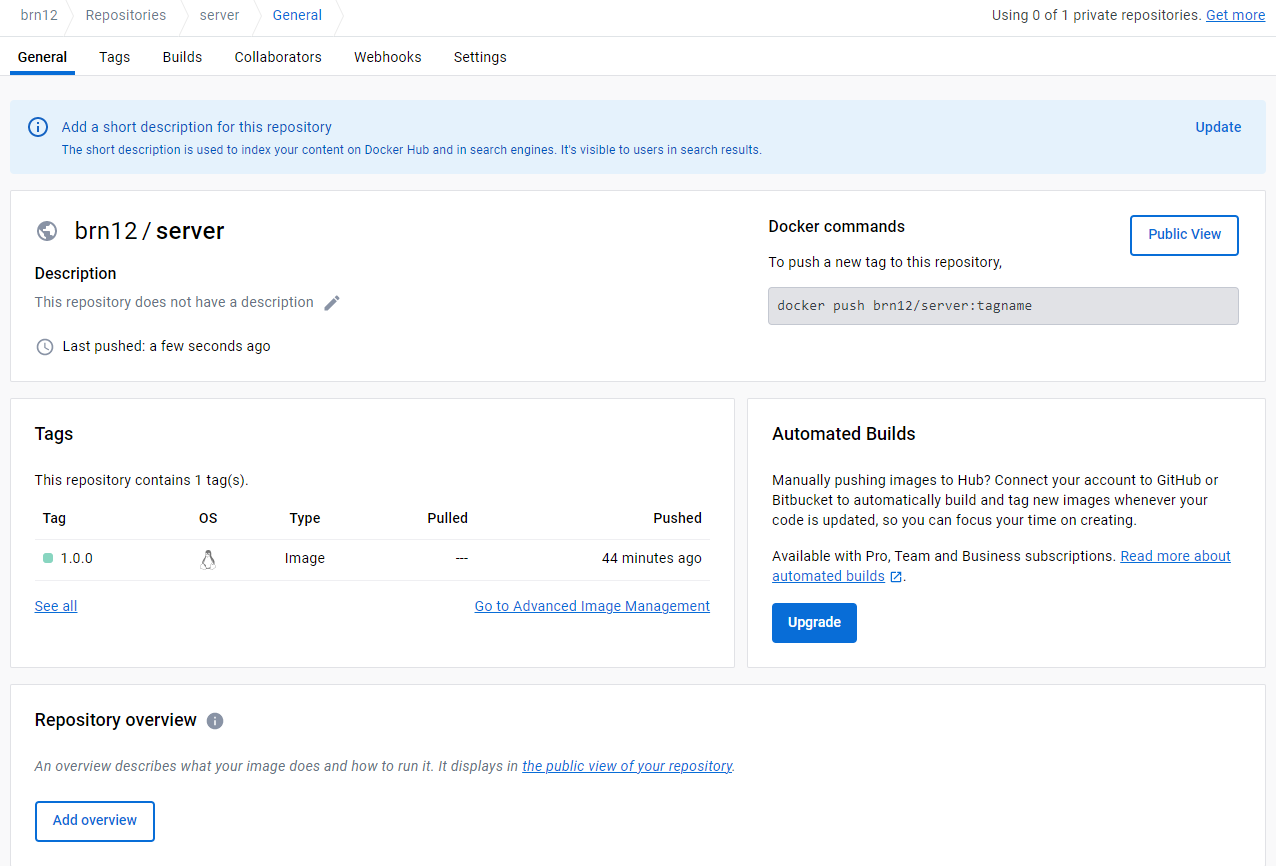 brn12 Repositories server General Using 0 of 1 private repositories. Get more
General Tags Builds Collaborators Webhooks Settings
Add a short description for this repository Update
The short description is used to index your content on Docker Hub and in search engines. It's visible to users in search results.
brn12 / server
Description
This repository does not have a description
Last pushed: a few seconds ago
Docker commands
Public View
To push a new tag to this repository,
docker push brn12/server:tagname
Tags
This repository contains 1 tag(s).
Tag OS Type Pulled Pushed
1.0.0 Image --- 44 minutes ago
See all Go to Advanced Image Management
Automated Builds
Manually pushing images to Hub? Connect your account to GitHub or
Bitbucket to automatically build and tag new images whenever your
code is updated, so you can focus your time on creating.
Available with Pro, Team and Business subscriptions. Read more about
automated builds .
Upgrade
Repository overview
An overview describes what your image does and how to run it. It displays in the public view of your repository.
Add overview